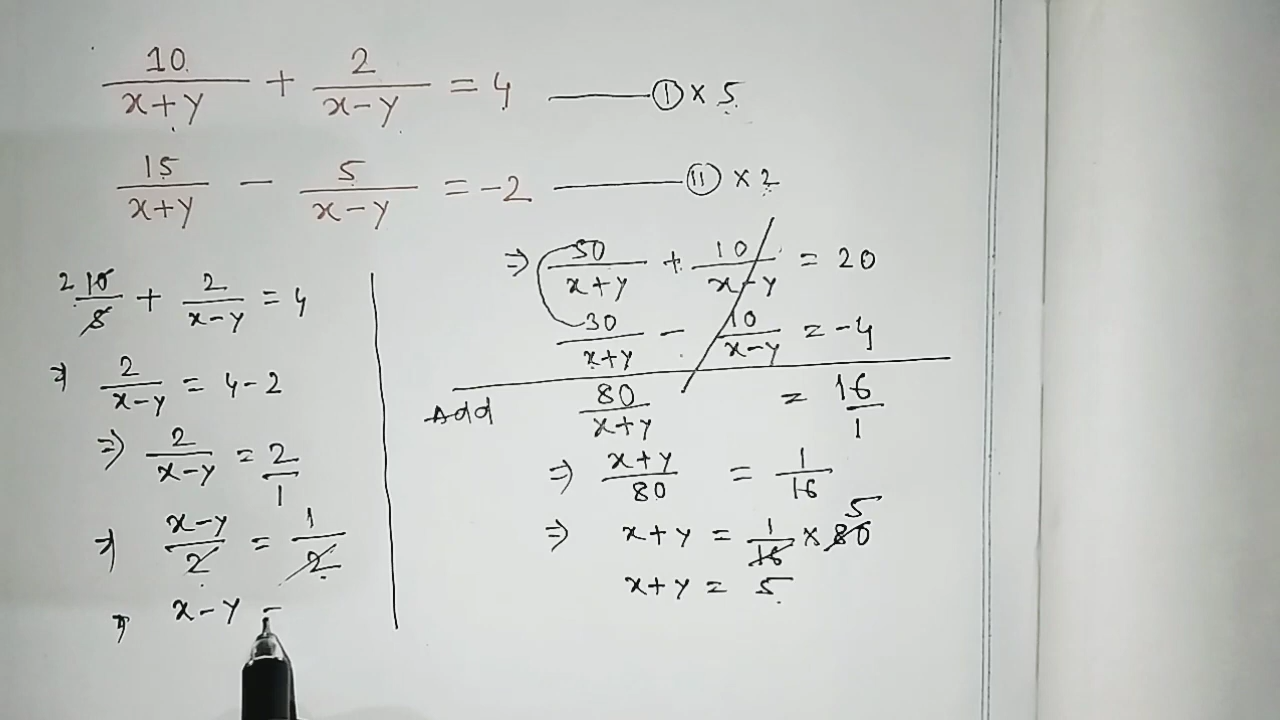 10/(x+y) + 2/(x-y) = 4 —— (I) × 5
15/(x+y) - 5/(x-y) = -2 —— (II) × 2
⇒ 50/(x+y) + 10/(x-y) = 20
30/(x+y) - 10/(x-y) = -4
Add 80/(x+y) = 16/1
⇒ (x+y)/80 = 1/16
⇒ x+y = 1/16 × 80 5
x+y = 5
2 10/5 + 2/(x-y) = 4
⇒ 2/(x-y) = 4-2
⇒ 2/(x-y) = 2/1
⇒ (x-y)/2 = 1/2
⇒ x-y =